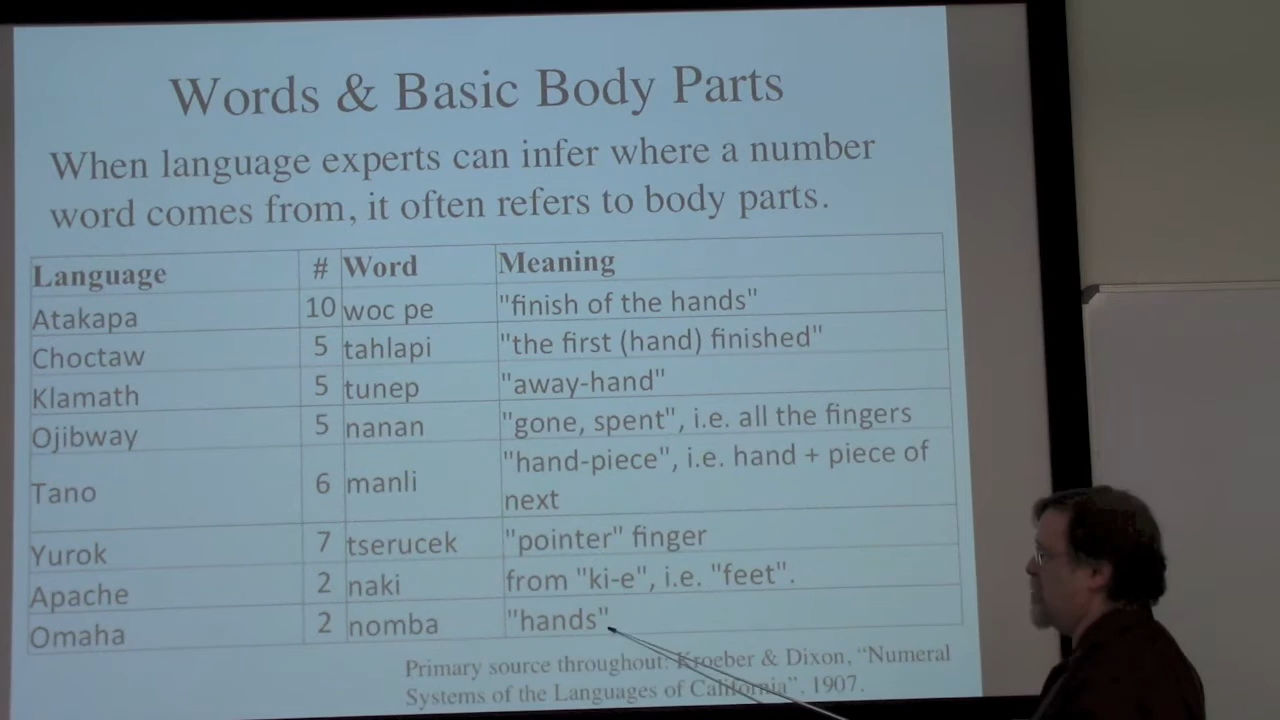 Words & Basic Body Parts
When language experts can infer where a number
word comes from, it often refers to body parts.
Language # Word Meaning
Atakapa 10 woc pe "finish of the hands"
Choctaw 5 tahlapi "the first (hand) finished"
Klamath 5 tunep "away-hand"
Ojibway 5 nanan "gone, spent", i.e. all the fingers
Tano 6 manli "hand-piece", i.e. hand + piece of
next
Yurok 7 tserucek "pointer" finger
Apache 2 naki from "ki-e", i.e. "feet".
Omaha 2 nomba "hands"
Primary source throughout: Kroeber & Dixon, "Numeral
Systems of the Languages of California", 1907.